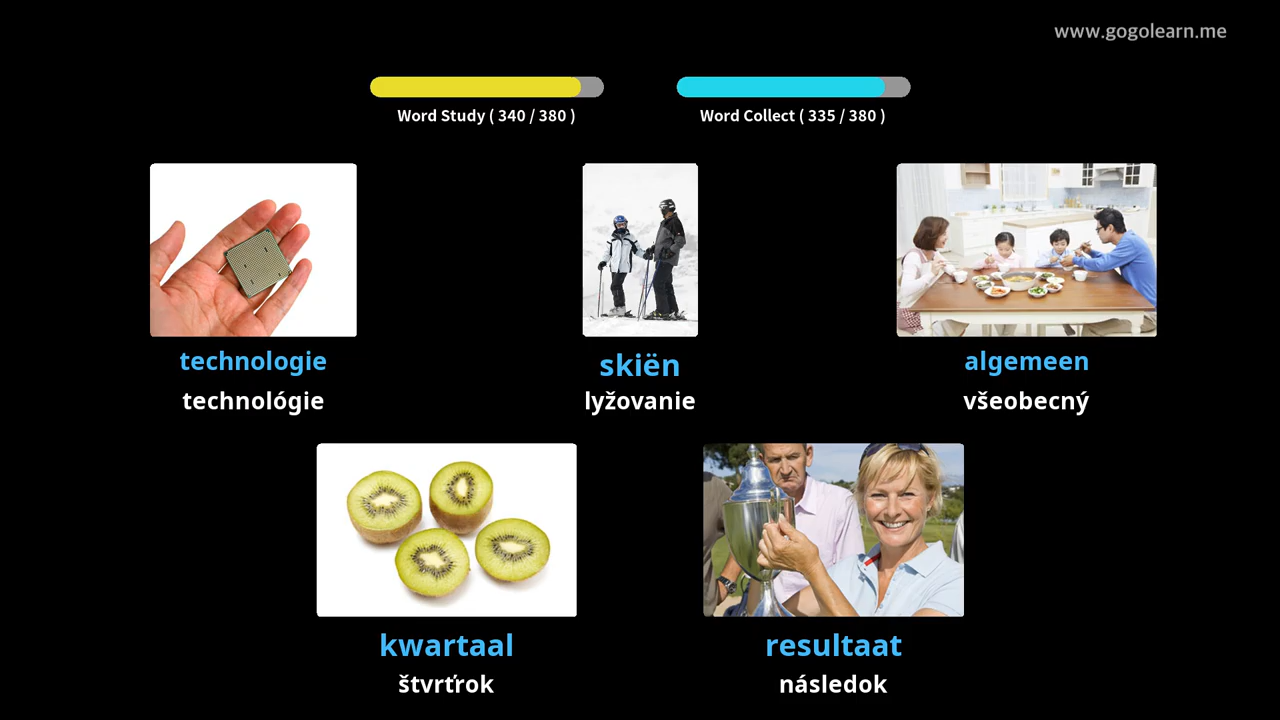 www.gogolearn.me
Word Study ( 340 / 380 )
Word Collect ( 335 / 380 )
technologie
technológie
skiën
lyžovanie
algemeen
všeobecný
kwartaal
štvrťrok
resultaat
následok